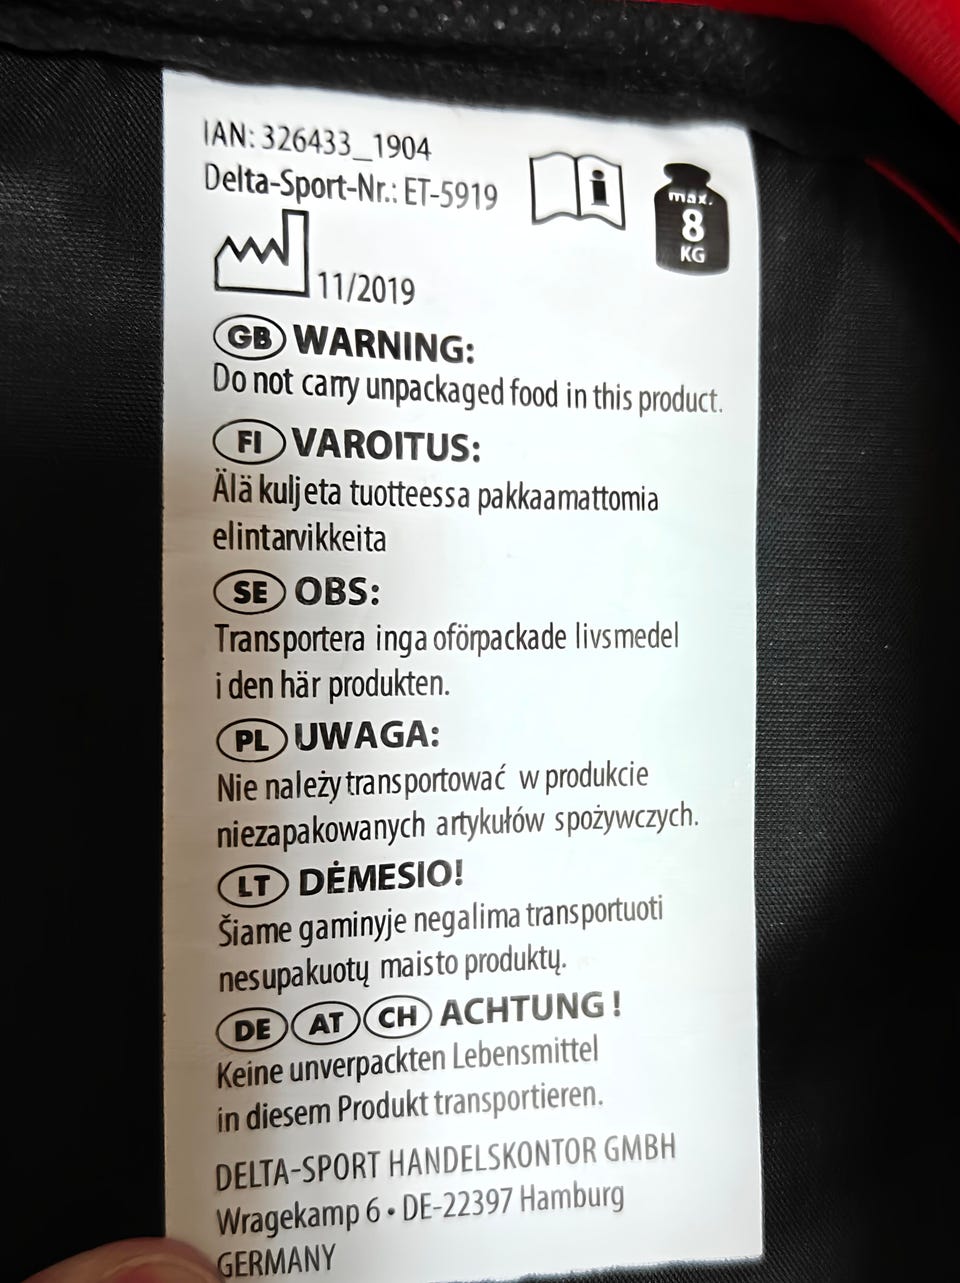 IAN: 326433_1904
Delta-Sport-Nr.: ET-5919
i
max.
8
KG
11/2019
GB WARNING:
Do not carry unpackaged food in this product.
FI VAROITUS:
Älä kuljeta tuotteessa pakkaamattomia
elintarvikkeita
SE OBS:
Transportera inga oförpackade livsmedel
i den här produkten.
PL UWAGA:
Nie należy transportować w produkcie
niezapakowanych artykułów spożywczych.
LT DĖMESIO!
Šiame gaminyje negalima transportuoti
nesupakuotų maisto produktų.
DE AT CH ACHTUNG!
Keine unverpackten Lebensmittel
in diesem Produkt transportieren.
DELTA-SPORT HANDELSKONTOR GMBH
Wragekamp 6 • DE-22397 Hamburg
GERMANY